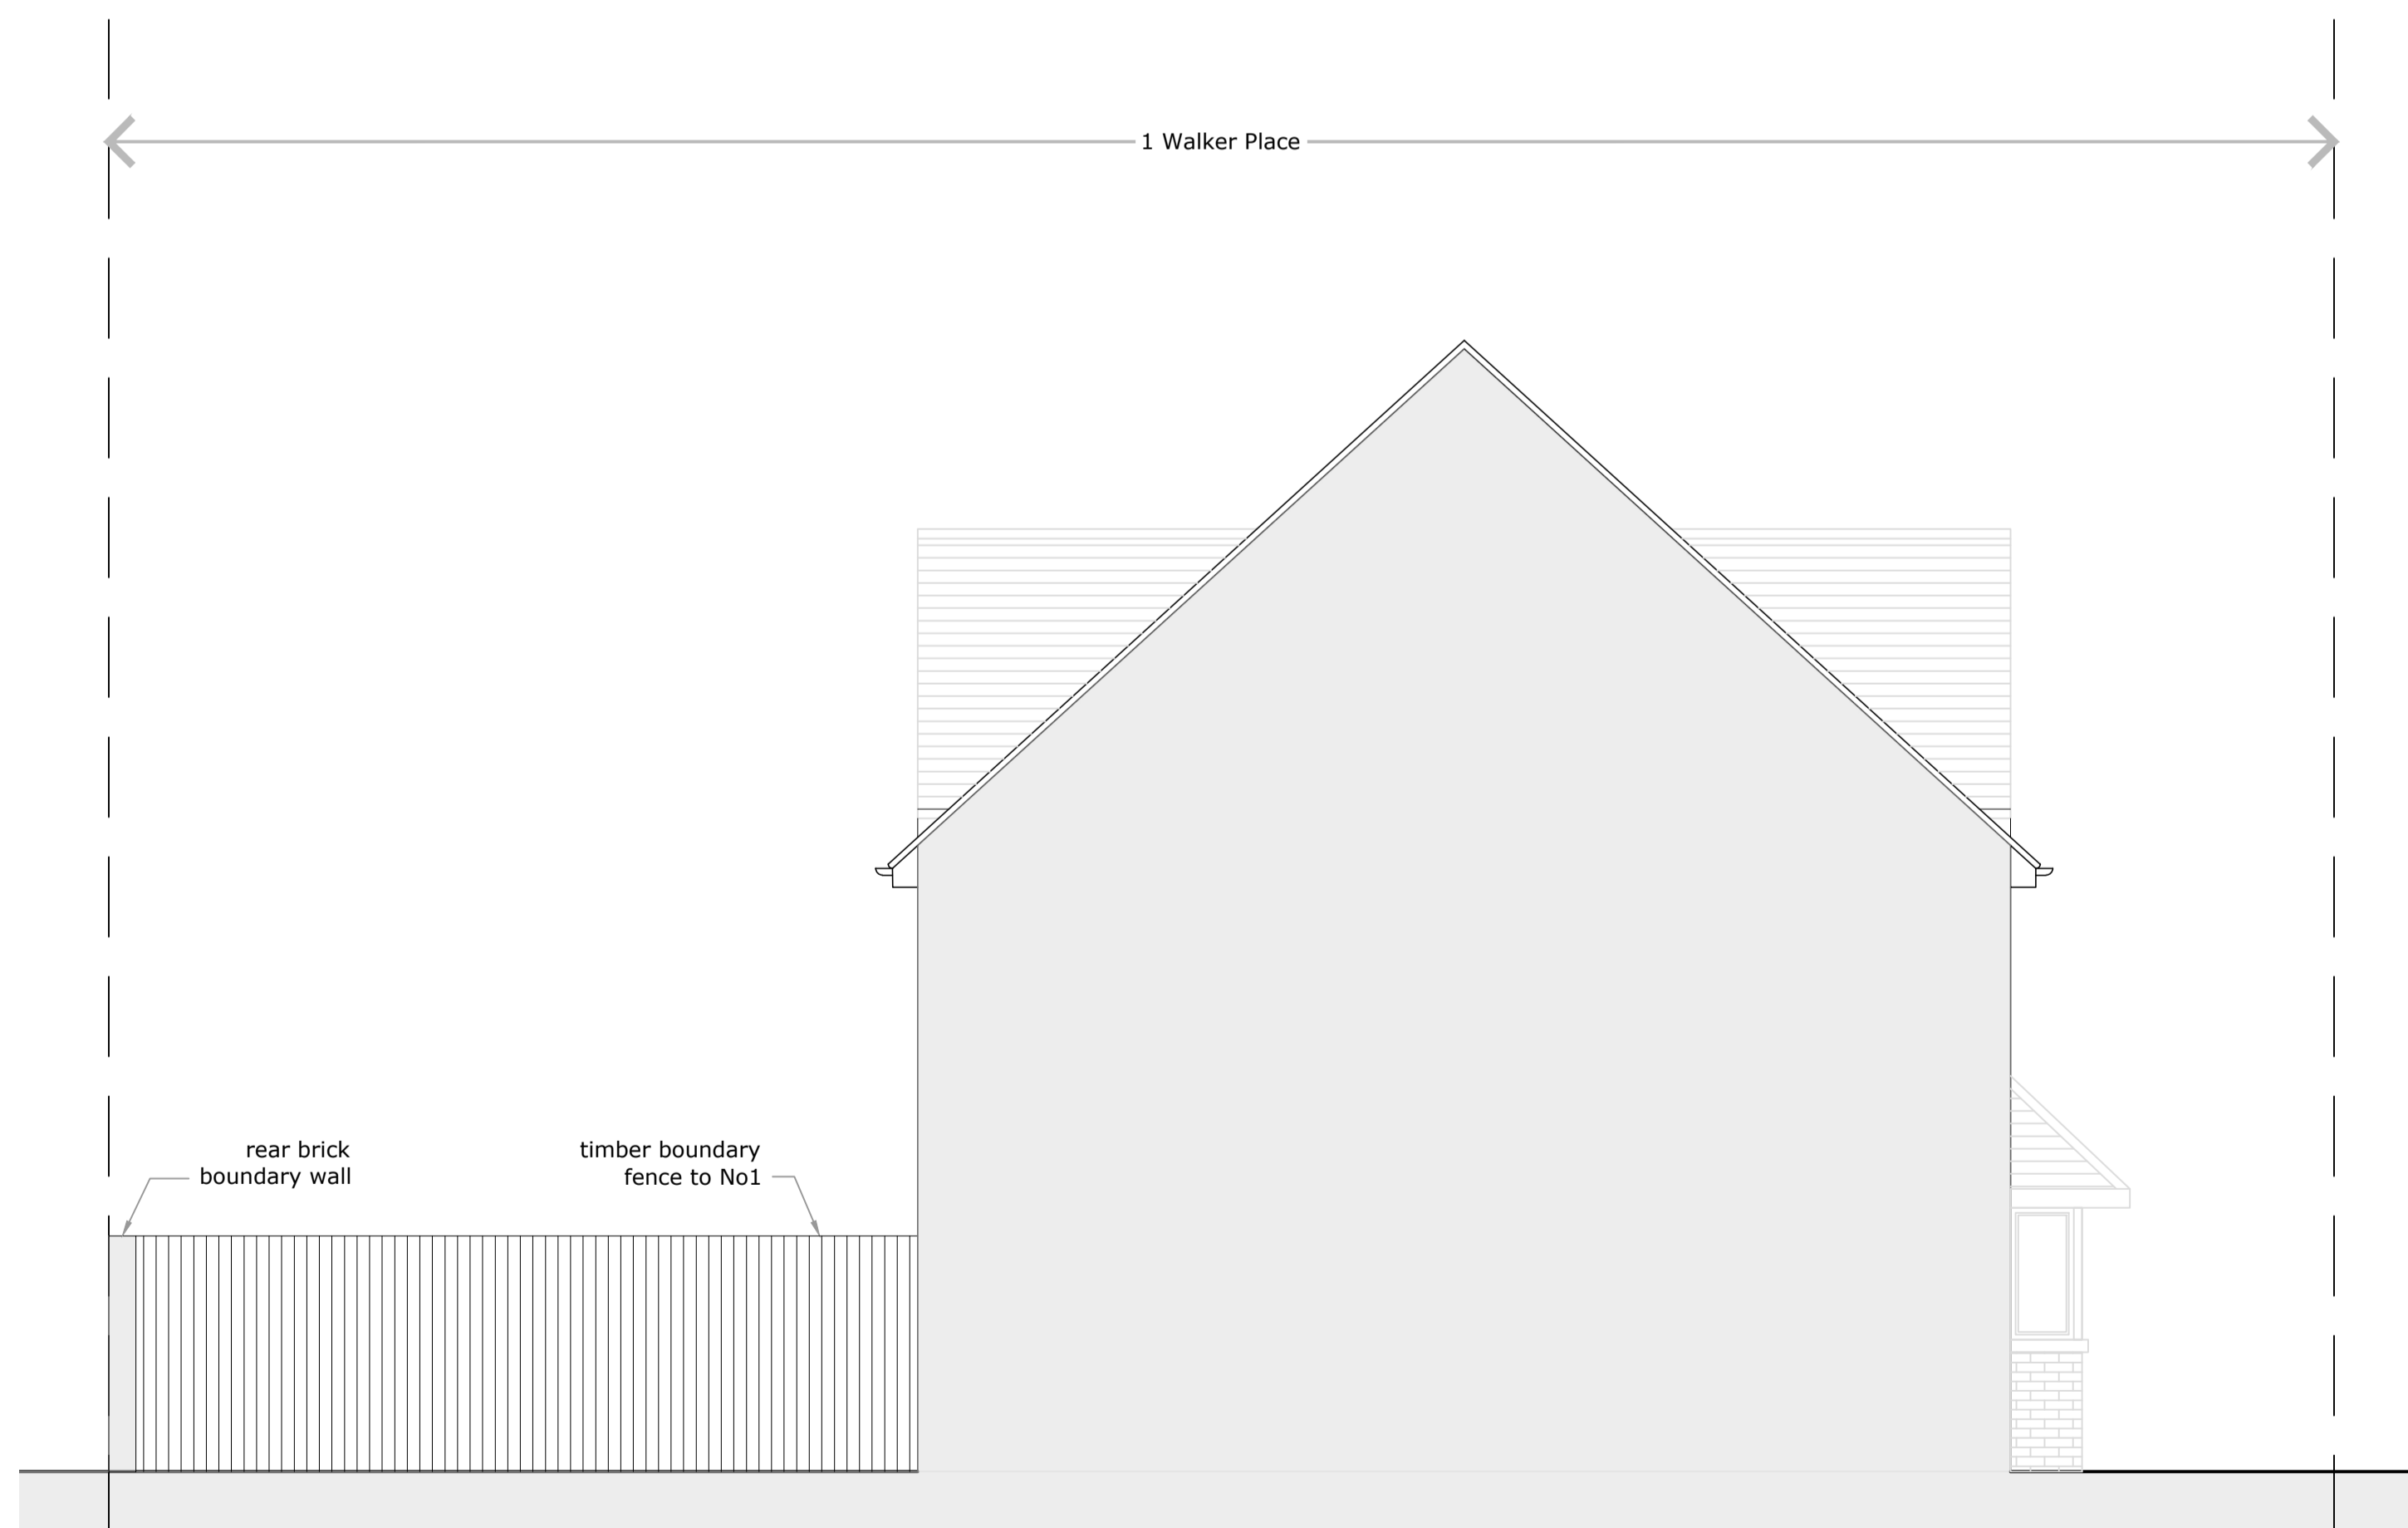 1 Walker Place
rear brick
boundary wall
timber boundary
fence to No1